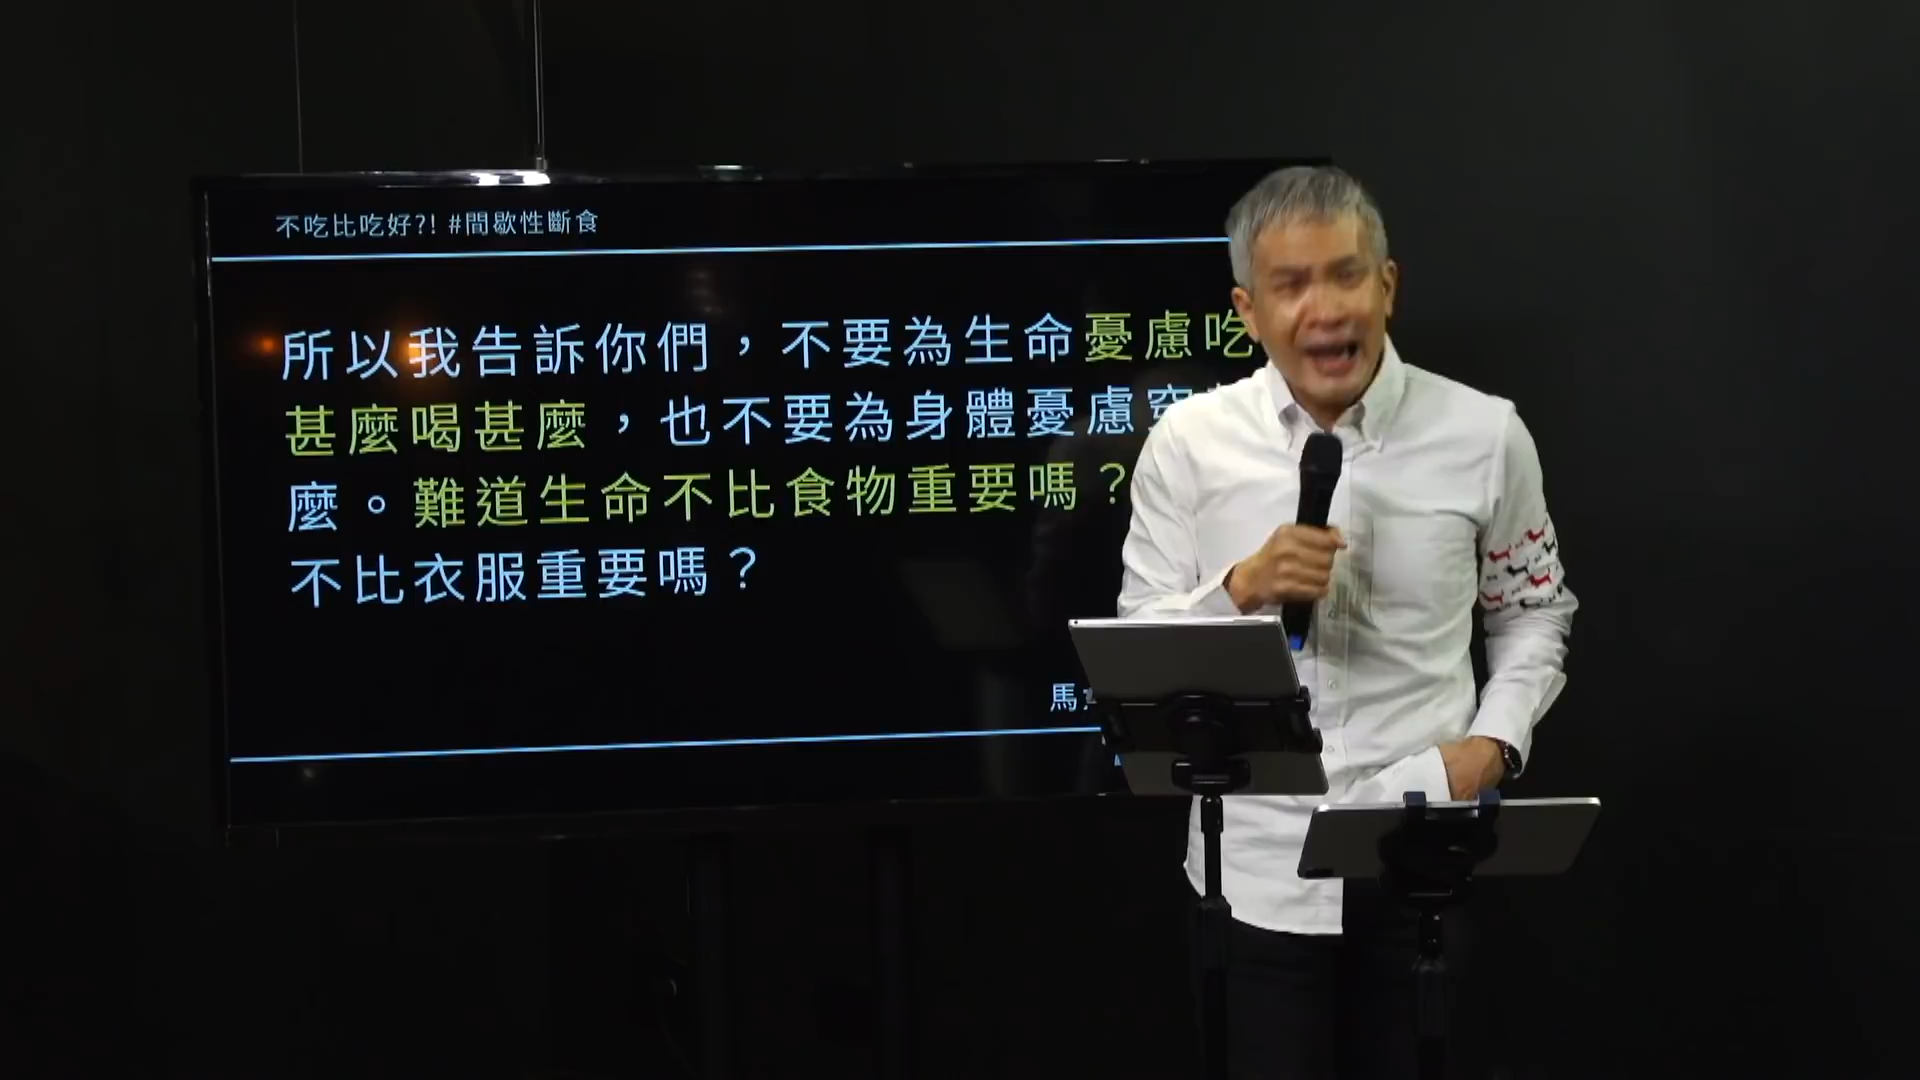 不吃比吃好?! #間歇性斷食
所以我告訴你們，不要為生命憂慮吃
甚麼喝甚麼，也不要為身體憂慮穿
麼。難道生命不比食物重要嗎？
不比衣服重要嗎？
馬